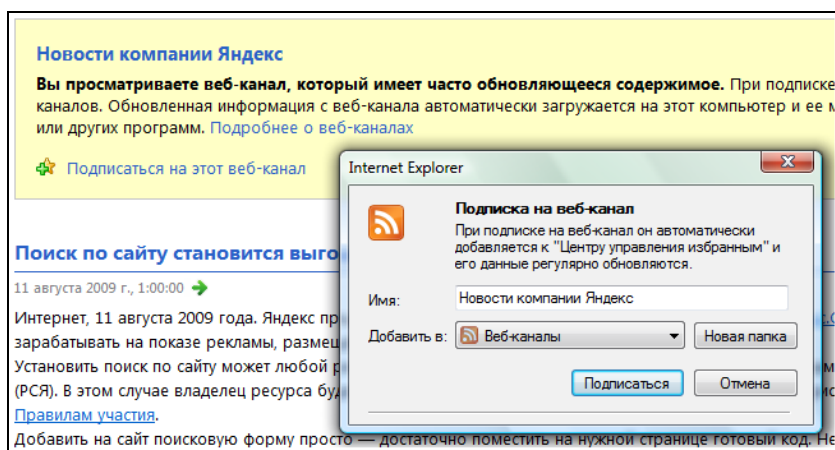 Новости компании Яндекс
Вы просматриваете веб-канал, который имеет часто обновляющееся содержимое. При подписке
каналов. Обновленная информация с веб-канала автоматически загружается на этот компьютер и ее
или других программ. Подробнее о веб-каналах
Подписаться на этот веб-канал
Internet Explorer
Подписка на веб-канал
При подписке на веб-канал он автоматически
добавляется к "Центру управления избранным" и
его данные регулярно обновляются.
Имя:
Новости компании Яндекс
Добавить в:
Веб-каналы
Новая папка
Подписаться
Отмена
Поиск по сайту становится
11 августа 2009 г., 1:00:00
Интернет, 11 августа 2009 года. Яндекс
зарабатывать на показе рекламы,
Установить поиск по сайту может любой
(РСЯ). В этом случае владелец ресурса
Правилам участия.
Добавить на сайт поисковую форму просто — достаточно поместить на нужной странице готовый код. Не